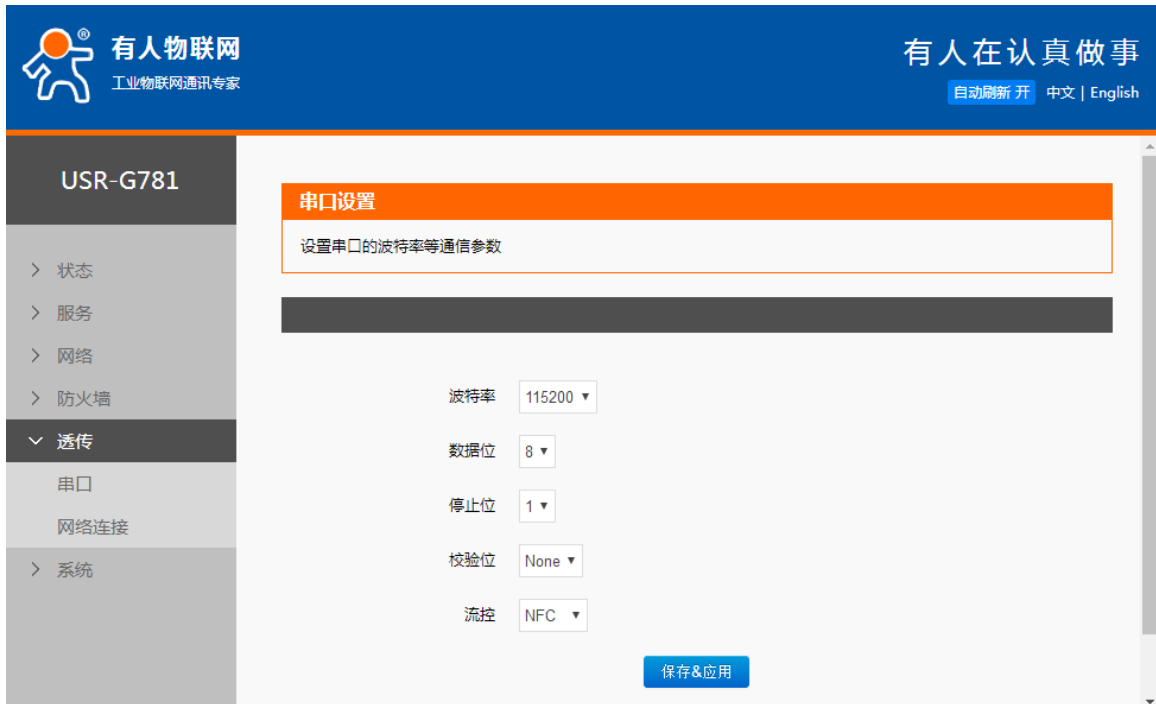 ®
有人物联网
工业物联网通讯专家
有人在认真做事
自动刷新 开 中文 | English
USR-G781
状态
服务
网络
防火墙
透传
串口
网络连接
系统
串口设置
设置串口的波特率等通信参数
波特率 115200
数据位 8
停止位 1
校验位 None
流控 NFC
保存&应用